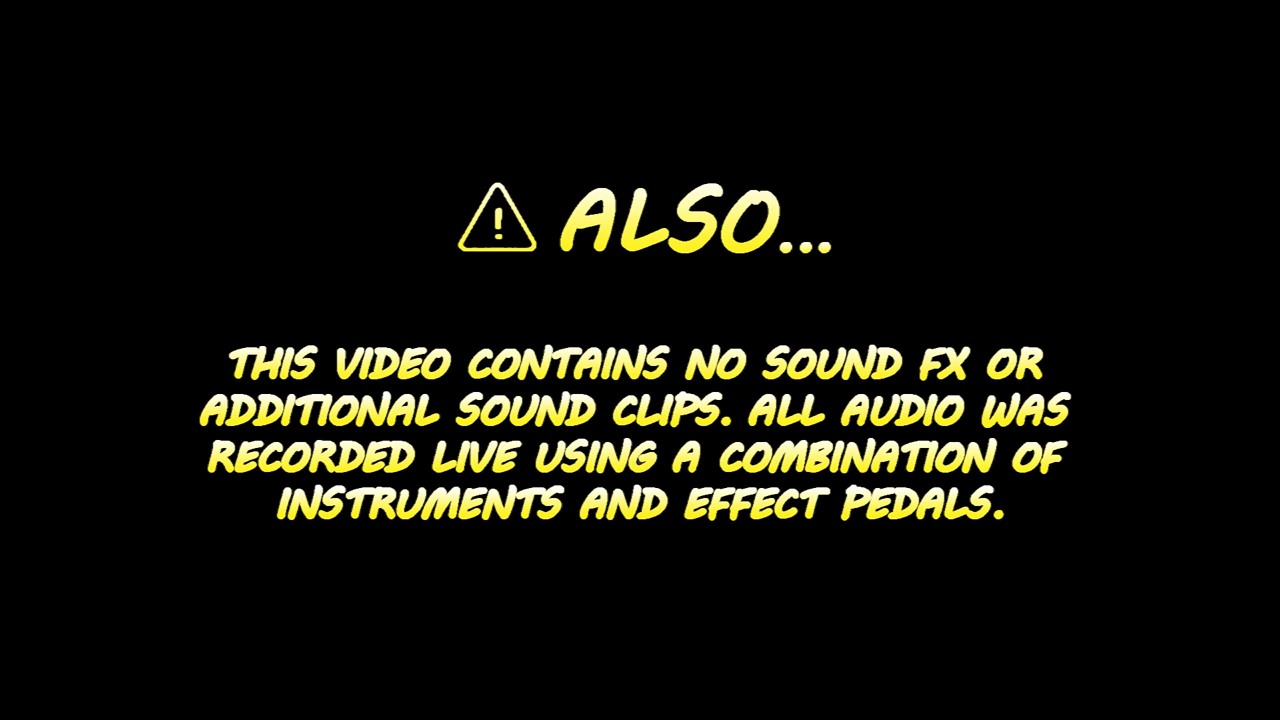 ALSO...
THIS VIDEO CONTAINS NO SOUND FX OR
ADDITIONAL SOUND CLIPS. ALL AUDIO WAS
RECORDED LIVE USING A COMBINATION OF
INSTRUMENTS AND EFFECT PEDALS.